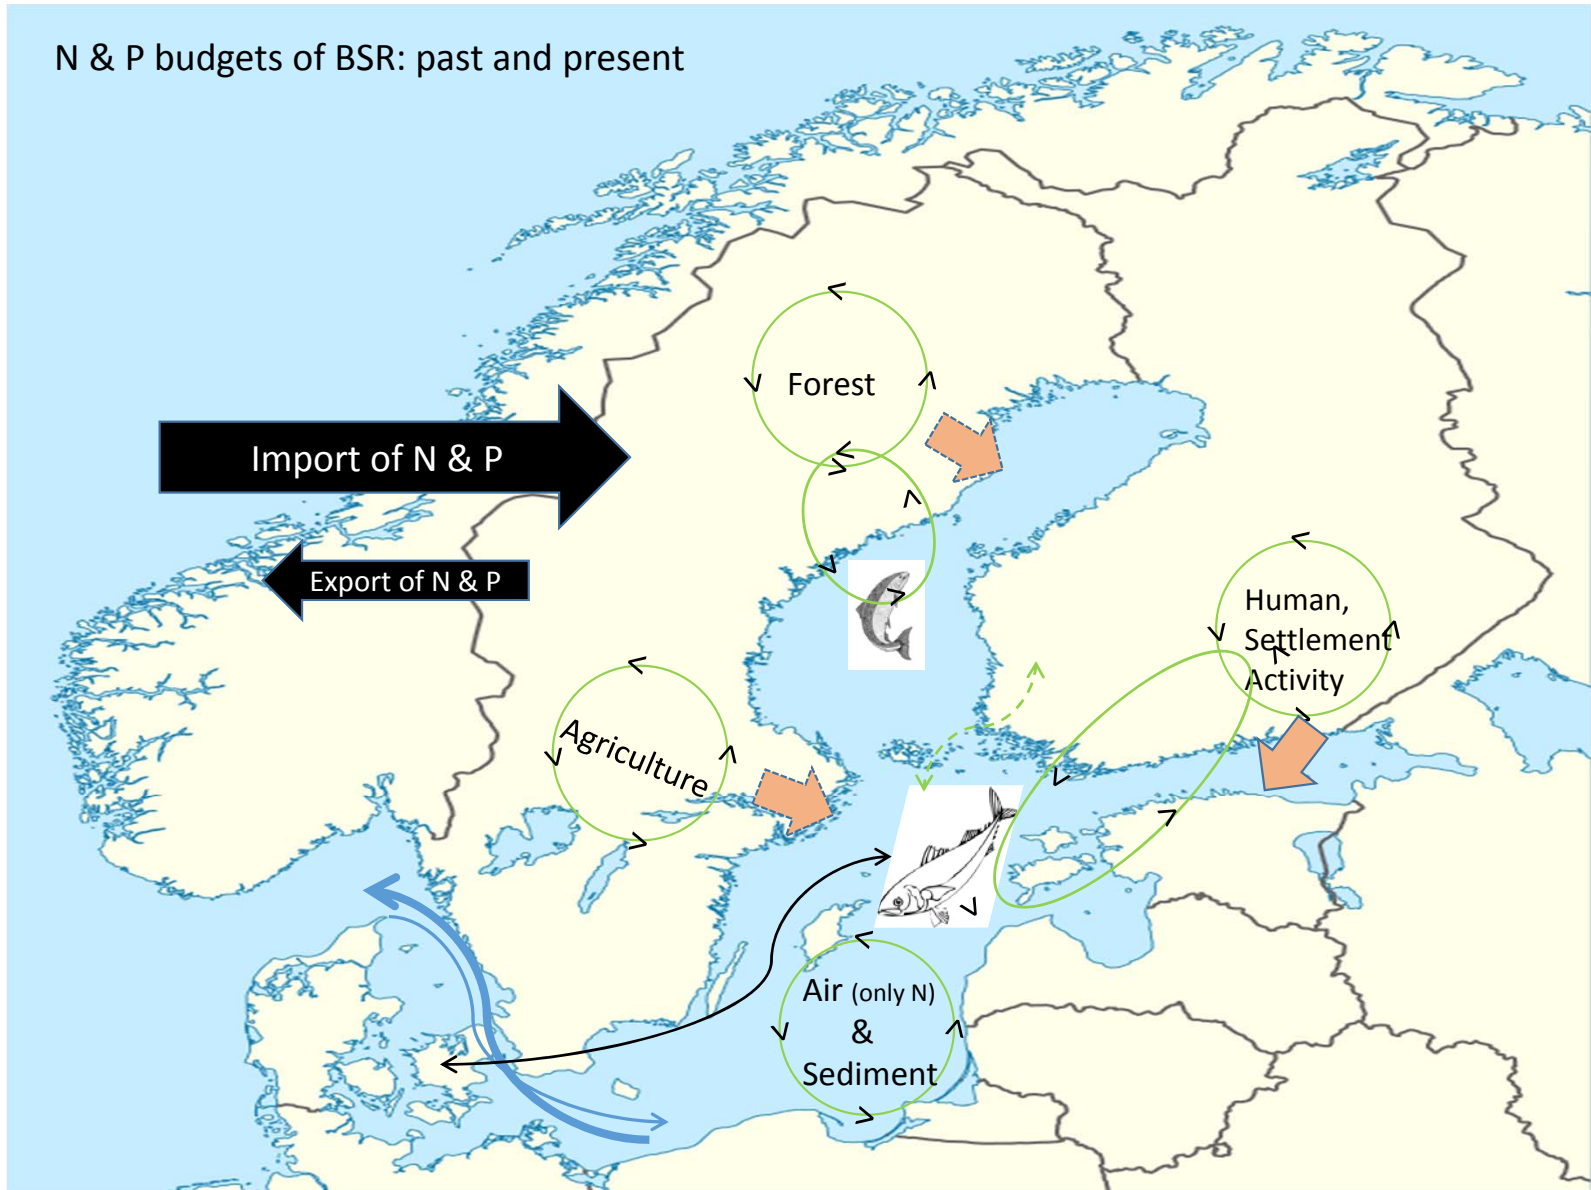 N & P budgets of BSR: past and present
Forest
Import of N & P
Export of N & P
Human,
Settlement
Activity
Agriculture
Air (only N)
&
Sediment